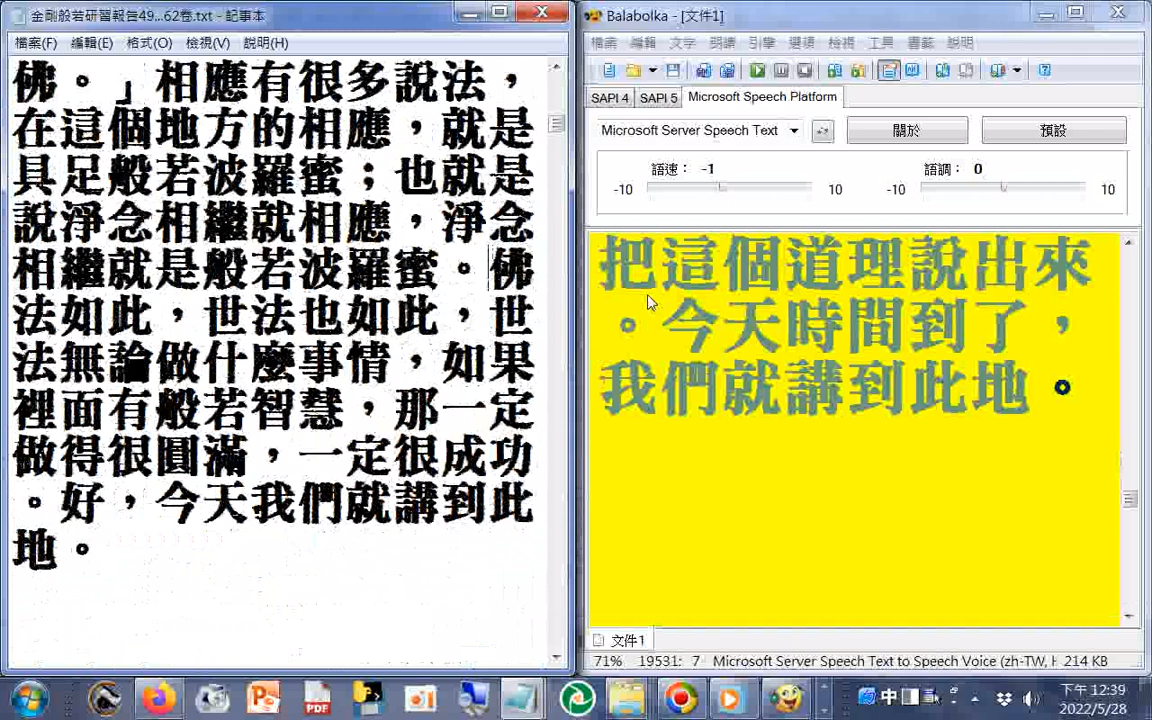 金剛般若研習報告49...62卷.txt - 記事本
檔案(F) 編輯(E) 格式(O) 檢視(V) 說明(H)
佛。」相應有很多說法，
在這個地方的相應，就是
具足般若波羅蜜；也就是
說淨念相繼就相應，淨念
相繼就是般若波羅蜜。佛
法如此，世法也如此，世
法無論做什麼事情，如果
裡面有般若智慧，那一定
做得很圓滿，一定很成功
。好，今天我們就講到此
地。
Balabolka - [文件1]
檔案 編輯 文字 朗讀 引擎 選項 檢視 工具 書籤 說明
SAPI 4 SAPI 5 Microsoft Speech Platform
Microsoft Server Speech Text 關於 預設
語速： -1 語調： 0
-10 10 -10 10
把這個道理說出來
。今天時間到了，
我們就講到此地。
文件1
71% 19531: 7 Microsoft Server Speech Text to Speech Voice (zh-TW, H 214 KB
中
下午 12:39
2022/5/28